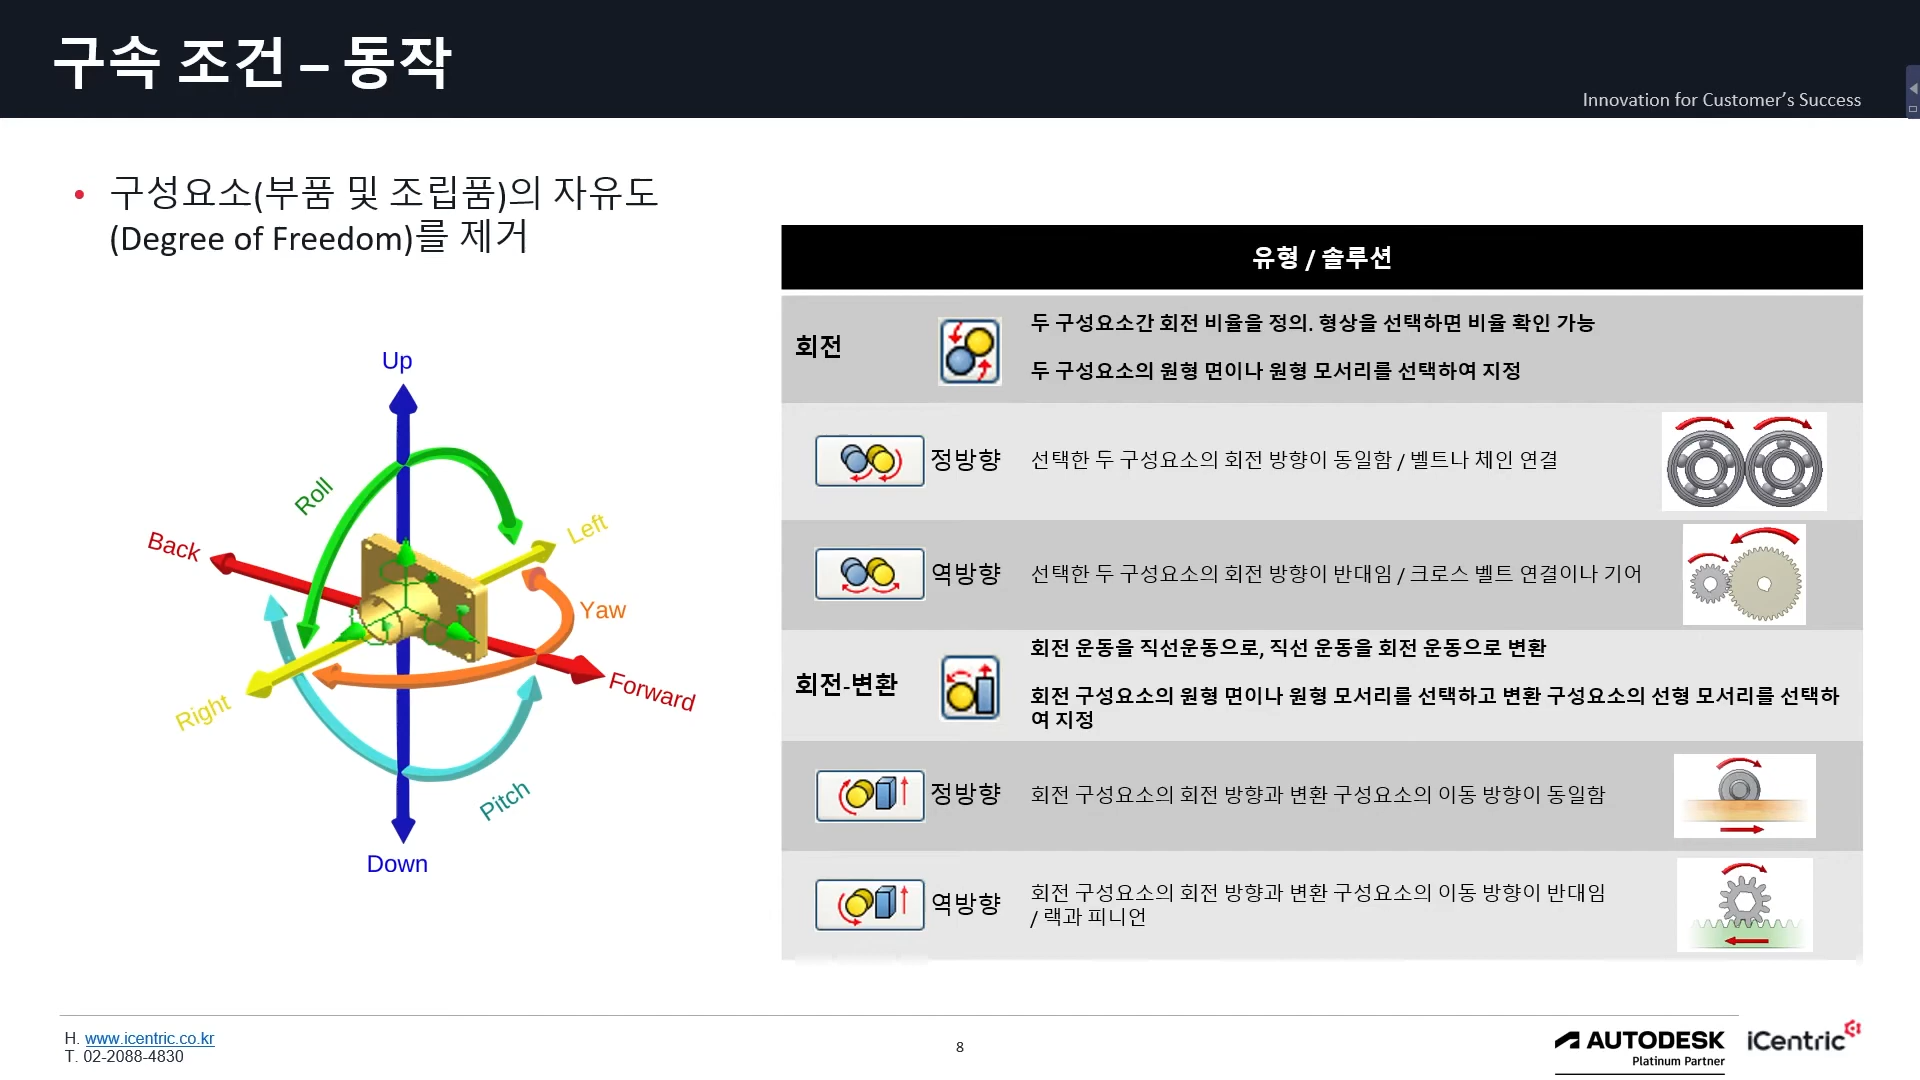 구속 조건 – 동작
Innovation for Customer's Success
• 구성요소(부품 및 조립품)의 자유도
(Degree of Freedom)를 제거
Up
Roll
Left
Back
Yaw
Forward
Right
Pitch
Down
유형 / 솔루션
회전
두 구성요소간 회전 비율을 정의. 형상을 선택하면 비율 확인 가능
두 구성요소의 원형 면이나 원형 모서리를 선택하여 지정
정방향
선택한 두 구성요소의 회전 방향이 동일함 / 벨트나 체인 연결
역방향
선택한 두 구성요소의 회전 방향이 반대임 / 크로스 벨트 연결이나 기어
회전-변환
회전 운동을 직선운동으로, 직선 운동을 회전 운동으로 변환
회전 구성요소의 원형 면이나 원형 모서리를 선택하고 변환 구성요소의 선형 모서리를 선택하
여 지정
정방향
회전 구성요소의 회전 방향과 변환 구성요소의 이동 방향이 동일함
역방향
회전 구성요소의 회전 방향과 변환 구성요소의 이동 방향이 반대임
/ 랙과 피니언
H. www.icentric.co.kr
T. 02-2088-4830
8
AUTODESK
Platinum Partner
iCentric